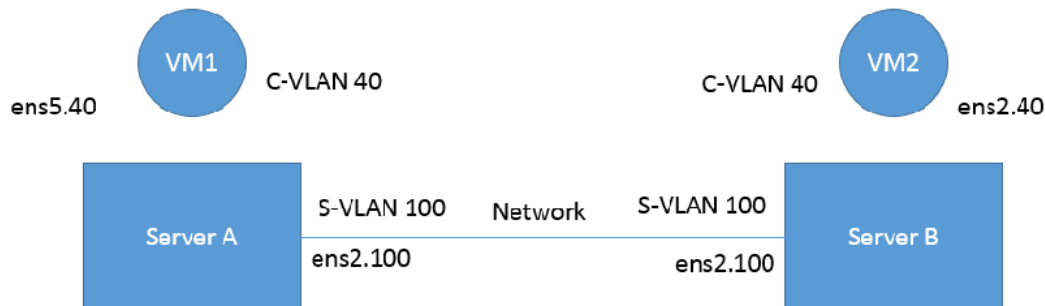 VM1
C-VLAN 40
ens5.40
VM2
C-VLAN 40
ens2.40
Server A
S-VLAN 100
ens2.100
Network
S-VLAN 100
ens2.100
Server B